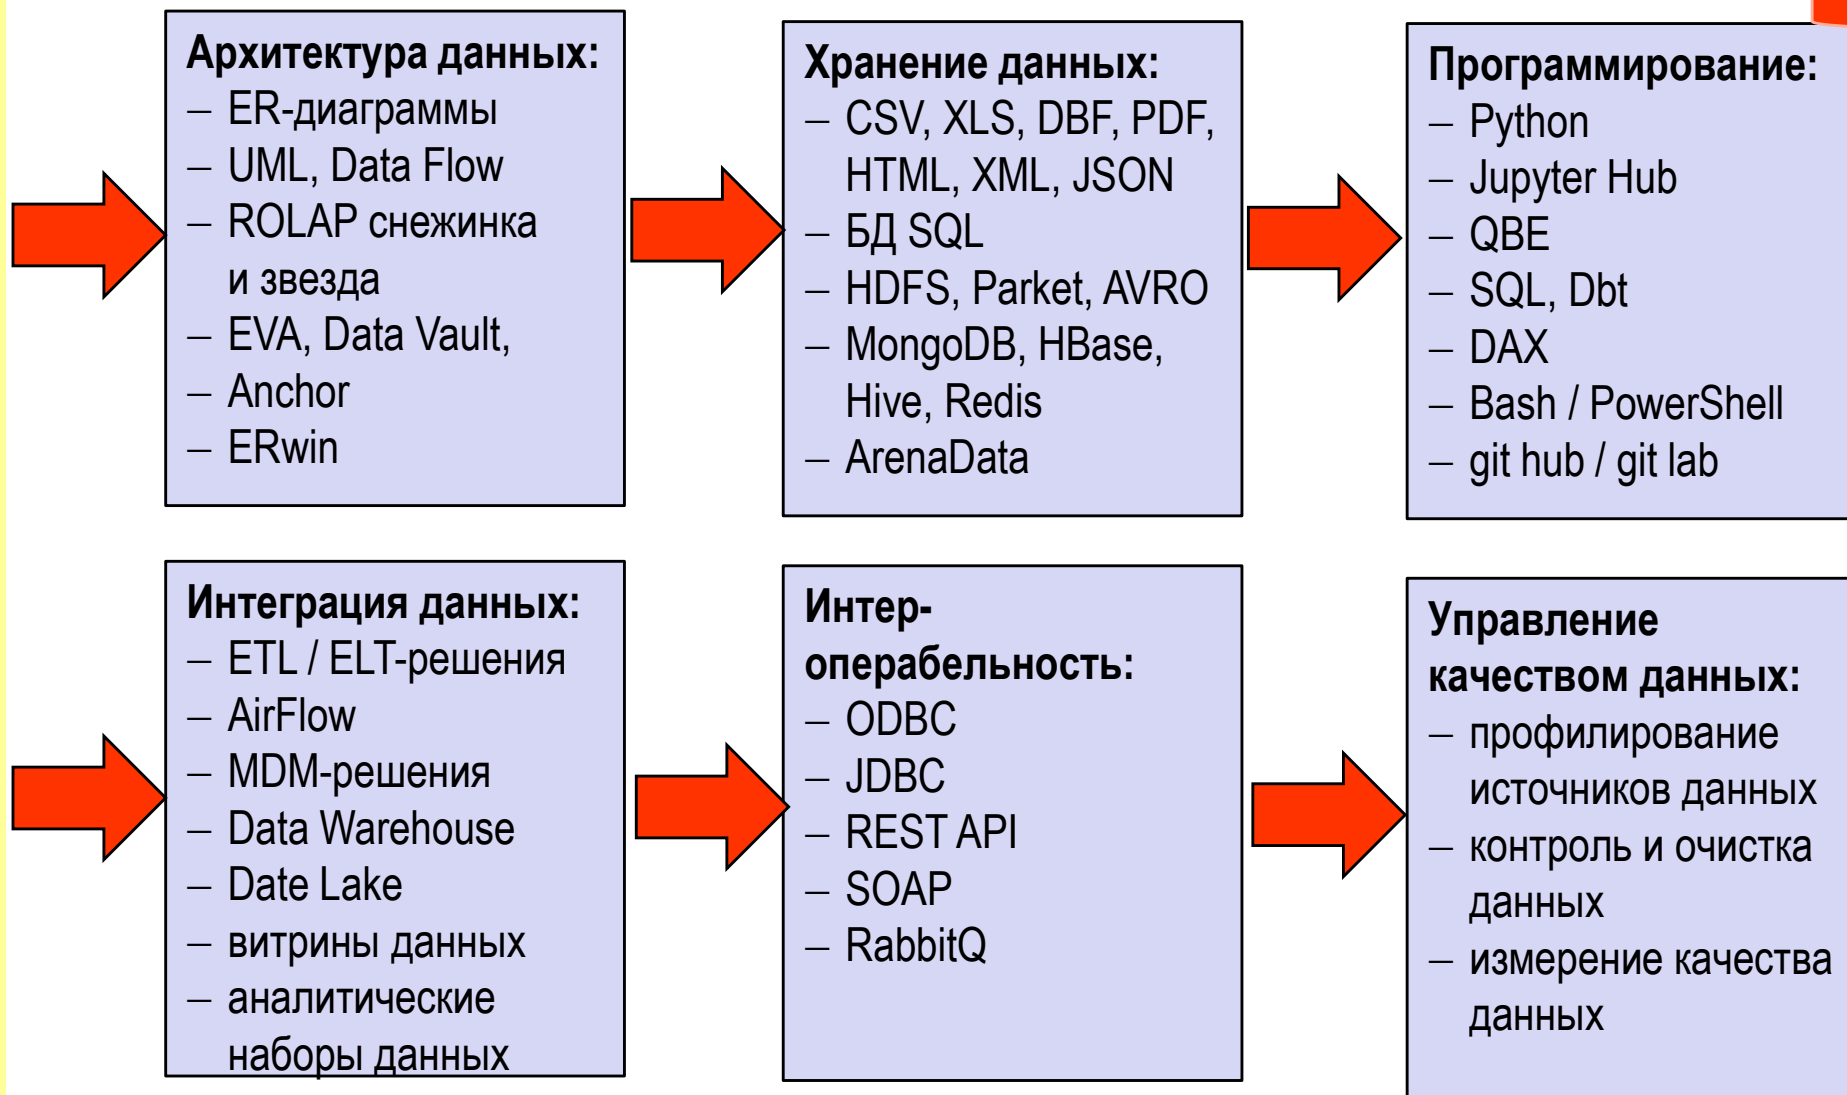 Архитектура данных:
– ER-диаграммы
– UML, Data Flow
– ROLAP снежинка
и звезда
– EVA, Data Vault,
– Anchor
– ERwin
Хранение данных:
– CSV, XLS, DBF, PDF,
HTML, XML, JSON
– БД SQL
– HDFS, Parket, AVRO
– MongoDB, HBase,
Hive, Redis
– ArenaData
Программирование:
– Python
– Jupyter Hub
– QBE
– SQL, Dbt
– DAX
– Bash / PowerShell
– git hub / git lab
Интеграция данных:
– ETL / ELT-решения
– AirFlow
– MDM-решения
– Data Warehouse
– Date Lake
– витрины данных
– аналитические
наборы данных
Интер-
операбельность:
– ODBC
– JDBC
– REST API
– SOAP
– RabbitQ
Управление
качеством данных:
– профилирование
источников данных
– контроль и очистка
данных
– измерение качества
данных